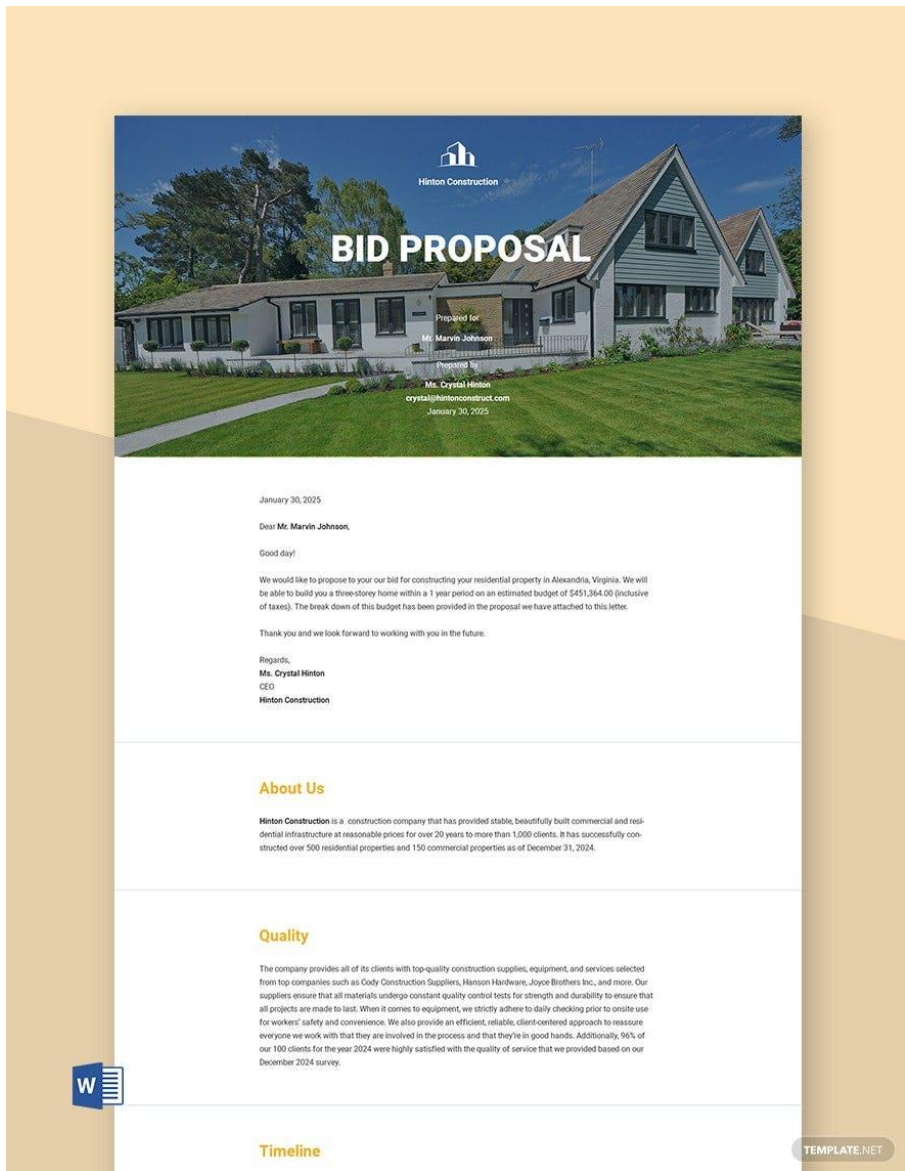 Hinton Construction
BID PROPOSAL
Prepared for
Mr. Marvin Johnson
Prepared by
Ms. Crystal Hinton
crystal@hintonconstruct.com
January 30, 2025
January 30, 2025
Dear Mr. Marvin Johnson,
Good day!
We would like to propose to your our bid for constructing your residential property in Alexandria, Virginia. We will
be able to build you a three-storey home within a 1 year period on an estimated budget of $451,364.00 (inclusive
of taxes). The break down of this budget has been provided in the proposal we have attached to this letter.
Thank you and we look forward to working with you in the future.
Regards,
Ms. Crystal Hinton
CEO
Hinton Construction
About Us
Hinton Construction is a construction company that has provided stable, beautifully built commercial and resi-
dential infrastructure at reasonable prices for over 20 years to more than 1,000 clients. It has successfully con-
structed over 500 residential properties and 150 commercial properties as of December 31, 2024.
Quality
The company provides all of its clients with top-quality construction supplies, equipment, and services selected
from top companies such as Cody Construction Suppliers, Hanson Hardware, Joyce Brothers Inc., and more. Our
suppliers ensure that all materials undergo constant quality control tests for strength and durability to ensure that
all projects are made to last. When it comes to equipment, we strictly adhere to daily checking prior to onsite use
for workers' safety and convenience. We also provide an efficient, reliable, client-centered approach to reassure
everyone we work with that they are involved in the process and that they're in good hands. Additionally, 96% of
our 100 clients for the year 2024 were highly satisfied with the quality of service that we provided based on our
December 2024 survey.
W
Timeline
TEMPLATE.NET